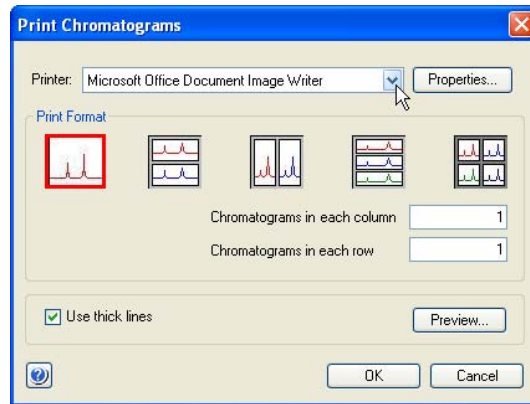 Print Chromatograms
Printer: Microsoft Office Document Image Writer Properties...
Print Format
Chromatograms in each column 1
Chromatograms in each row 1
Use thick lines Preview...
OK Cancel